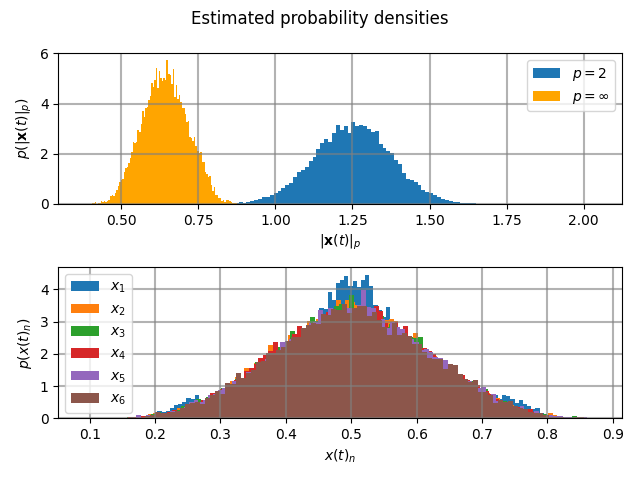 Estimated probability densities
p(|x(t)|ₚ)
6
4
2
0
p = 2
p = ∞
0.50 0.75 1.00 1.25 1.50 1.75 2.00
|x(t)|ₚ
p(x(t)ₙ)
4
3
2
1
0
x₁
x₂
x₃
x₄
x₅
x₆
0.1 0.2 0.3 0.4 0.5 0.6 0.7 0.8 0.9
x(t)ₙ